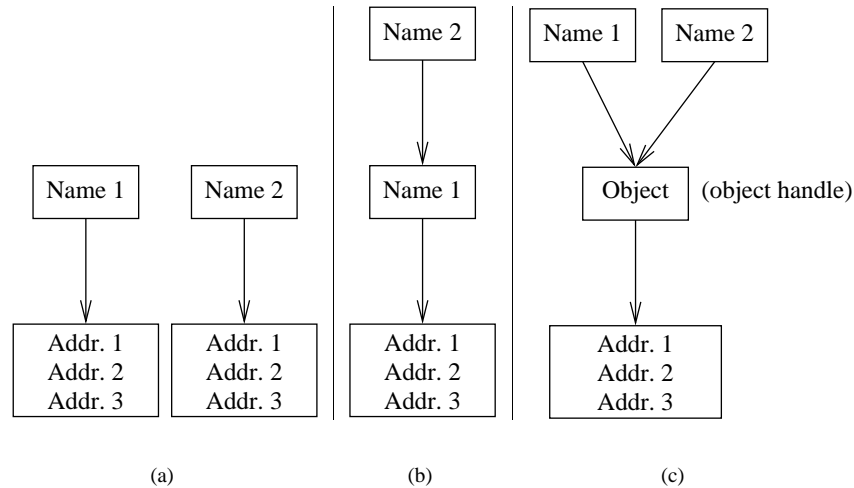 Name 1
Name 2
Addr. 1
Addr. 2
Addr. 3
Addr. 1
Addr. 2
Addr. 3
(a)
Name 2
Name 1
Addr. 1
Addr. 2
Addr. 3
(b)
Name 1
Name 2
Object
(object handle)
Addr. 1
Addr. 2
Addr. 3
(c)